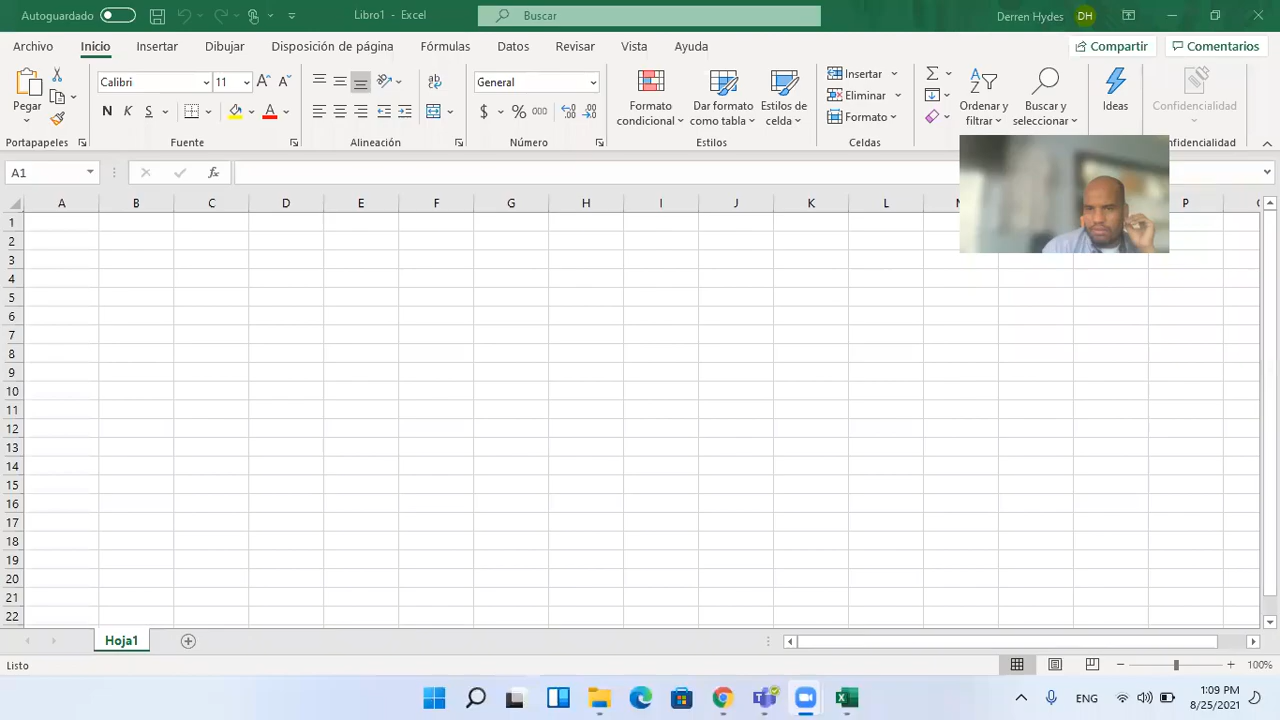 Autoguardado Libro1 - Excel Buscar Derren Hydes DH
Archivo Inicio Insertar Dibujar Disposición de página Fórmulas Datos Revisar Vista Ayuda Compartir Comentarios
Pegar
Calibri 11
N K S A
ab
General
$ % 000
Formato condicional
Dar formato como tabla
Estilos de celda
Insertar
Eliminar
Formato
Ordenar y filtrar
Buscar y seleccionar
Ideas
Confidencialidad
Portapapeles Fuente Alineación Número Estilos Celdas onfidencialidad
A1 fx
A B C D E F G H I J K L P
1
2
3
4
5
6
7
8
9
10
11
12
13
14
15
16
17
18
19
20
21
22
Hoja1
Listo 100%
ENG 1:09 PM
8/25/2021